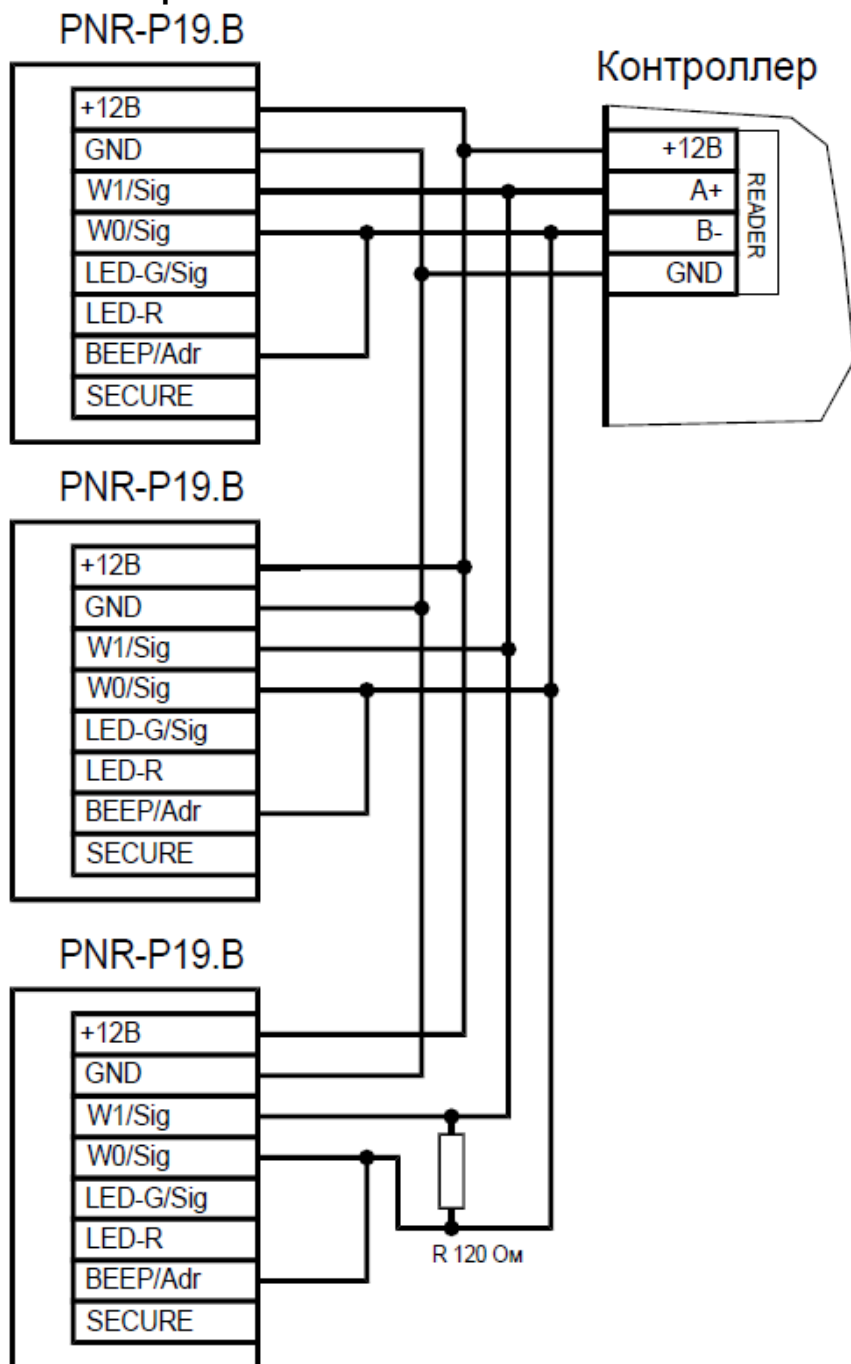 PNR-P19.B
+12В
GND
W1/Sig
W0/Sig
LED-G/Sig
LED-R
BEEP/Adr
SECURE
Контроллер
+12В
A+
B-
GND
READER
PNR-P19.B
+12В
GND
W1/Sig
W0/Sig
LED-G/Sig
LED-R
BEEP/Adr
SECURE
PNR-P19.B
+12В
GND
W1/Sig
W0/Sig
LED-G/Sig
LED-R
BEEP/Adr
SECURE
R 120 Ом